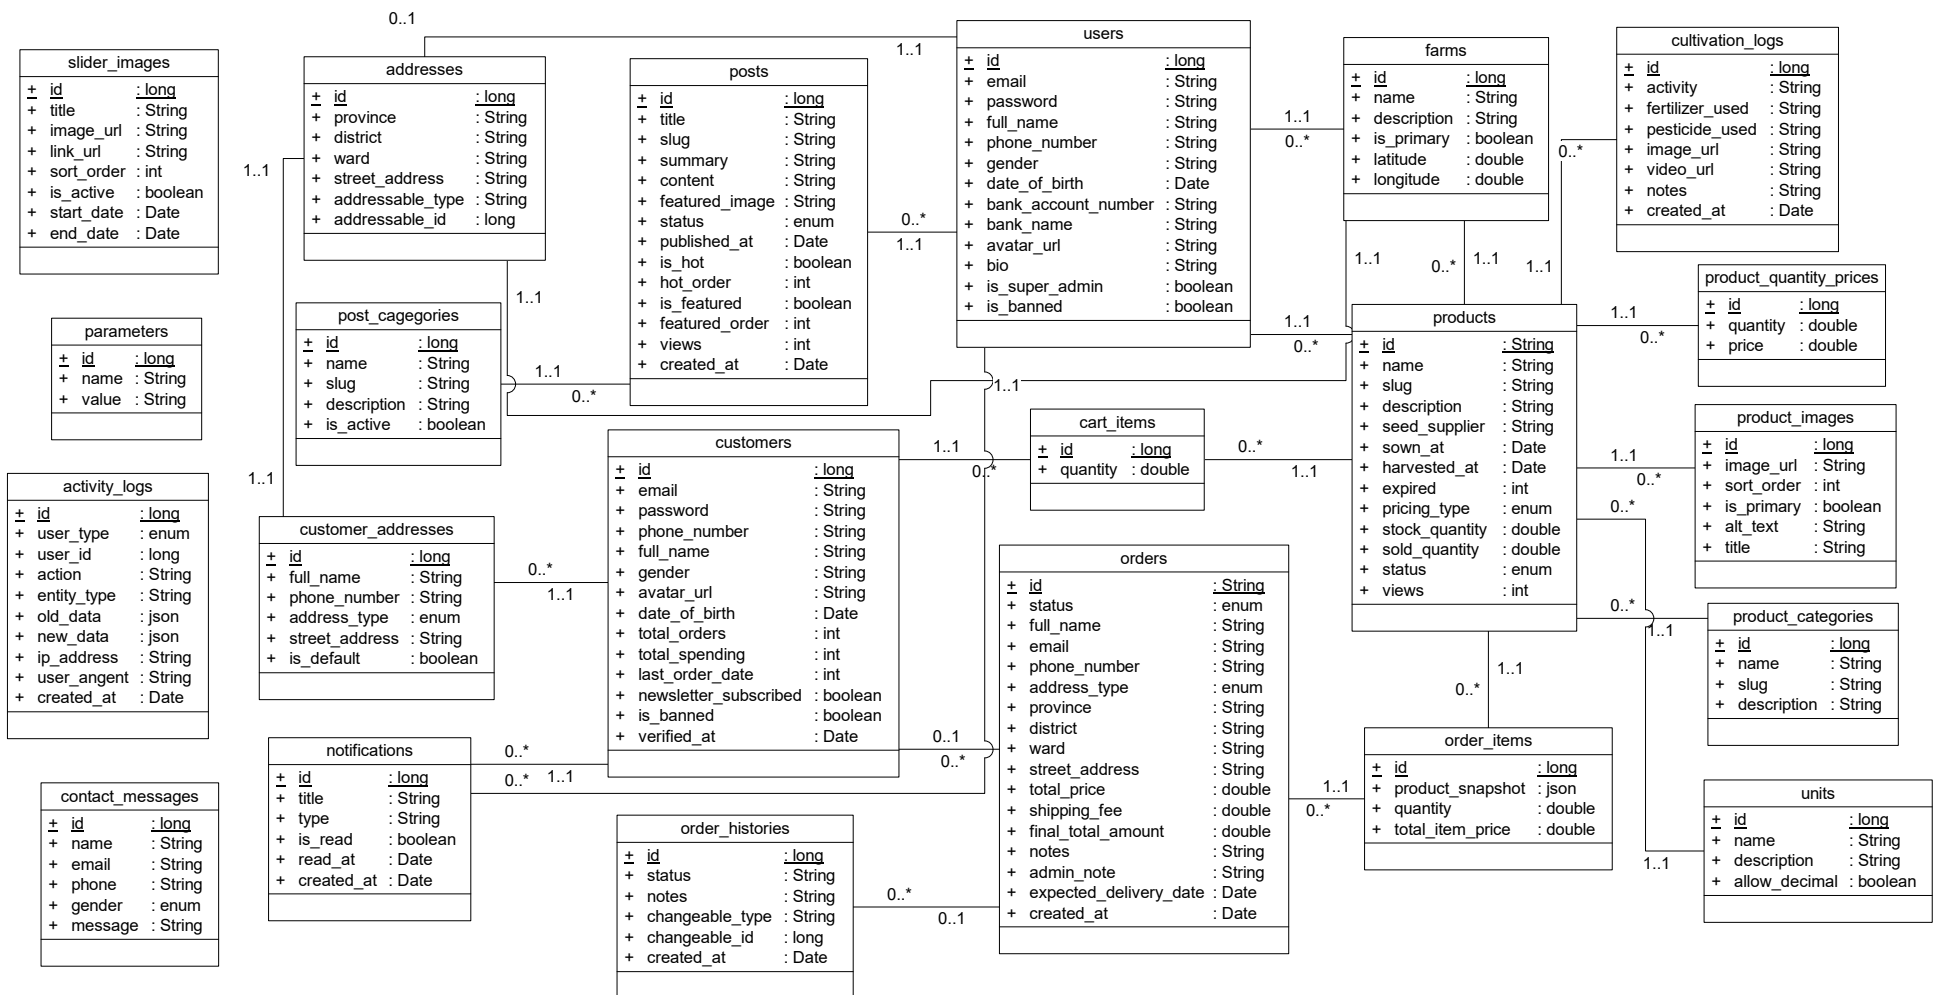 slider_images
+ id : long
+ title : String
+ image_url : String
+ link_url : String
+ sort_order : int
+ is_active : boolean
+ start_date : Date
+ end_date : Date
parameters
+ id : long
+ name : String
+ value : String
activity_logs
+ id : long
+ user_type : enum
+ user_id : long
+ action : String
+ entity_type : String
+ old_data : json
+ new_data : json
+ ip_address : String
+ user_angent : String
+ created_at : Date
contact_messages
+ id : long
+ name : String
+ email : String
+ phone : String
+ gender : enum
+ message : String
0..1
1..1
addresses
+ id : long
+ province : String
+ district : String
+ ward : String
+ street_address : String
+ addressable_type : String
+ addressable_id : long
1..1
1..1
1..1
1..1
post_cagegories
+ id : long
+ name : String
+ slug : String
+ description : String
+ is_active : boolean
1..1
0..*
customer_addresses
+ id : long
+ full_name : String
+ phone_number : String
+ address_type : enum
+ street_address : String
+ is_default : boolean
0..*
1..1
notifications
+ id : long
+ title : String
+ type : String
+ is_read : boolean
+ read_at : Date
+ created_at : Date
0..*
0..*
1..1
posts
+ id : long
+ title : String
+ slug : String
+ summary : String
+ content : String
+ featured_image : String
+ status : enum
+ published_at : Date
+ is_hot : boolean
+ hot_order : int
+ is_featured : boolean
+ featured_order : int
+ views : int
+ created_at : Date
0..*
1..1
customers
+ id : long
+ email : String
+ password : String
+ phone_number : String
+ full_name : String
+ gender : String
+ avatar_url : String
+ date_of_birth : Date
+ total_orders : int
+ total_spending : int
+ last_order_date : int
+ newsletter_subscribed : boolean
+ is_banned : boolean
+ verified_at : Date
1..1
0..*
0..1
0..*
order_histories
+ id : long
+ status : String
+ notes : String
+ changeable_type : String
+ changeable_id : long
+ created_at : Date
0..*
0..1
users
+ id : long
+ email : String
+ password : String
+ full_name : String
+ phone_number : String
+ gender : String
+ date_of_birth : Date
+ bank_account_number : String
+ bank_name : String
+ avatar_url : String
+ bio : String
+ is_super_admin : boolean
+ is_banned : boolean
1..1
0..*
1..1
0..*
1..1
cart_items
+ id : long
+ quantity : double
0..*
1..1
orders
+ id : String
+ status : enum
+ full_name : String
+ email : String
+ phone_number : String
+ address_type : enum
+ province : String
+ district : String
+ ward : String
+ street_address : String
+ total_price : double
+ shipping_fee : double
+ final_total_amount : double
+ notes : String
+ admin_note : String
+ expected_delivery_date : Date
+ created_at : Date
1..1
0..*
farms
+ id : long
+ name : String
+ description : String
+ is_primary : boolean
+ latitude : double
+ longitude : double
1..1
0..*
1..1
1..1
0..*
products
+ id : String
+ name : String
+ slug : String
+ description : String
+ seed_supplier : String
+ sown_at : Date
+ harvested_at : Date
+ expired : int
+ pricing_type : enum
+ stock_quantity : double
+ sold_quantity : double
+ status : enum
+ views : int
1..1
0..*
order_items
+ id : long
+ product_snapshot : json
+ quantity : double
+ total_item_price : double
cultivation_logs
+ id : long
+ activity : String
+ fertilizer_used : String
+ pesticide_used : String
+ image_url : String
+ video_url : String
+ notes : String
+ created_at : Date
1..1
0..*
product_quantity_prices
+ id : long
+ quantity : double
+ price : double
1..1
0..*
product_images
+ id : long
+ image_url : String
+ sort_order : int
+ is_primary : boolean
+ alt_text : String
+ title : String
0..*
0..*
1..1
product_categories
+ id : long
+ name : String
+ slug : String
+ description : String
1..1
units
+ id : long
+ name : String
+ description : String
+ allow_decimal : boolean